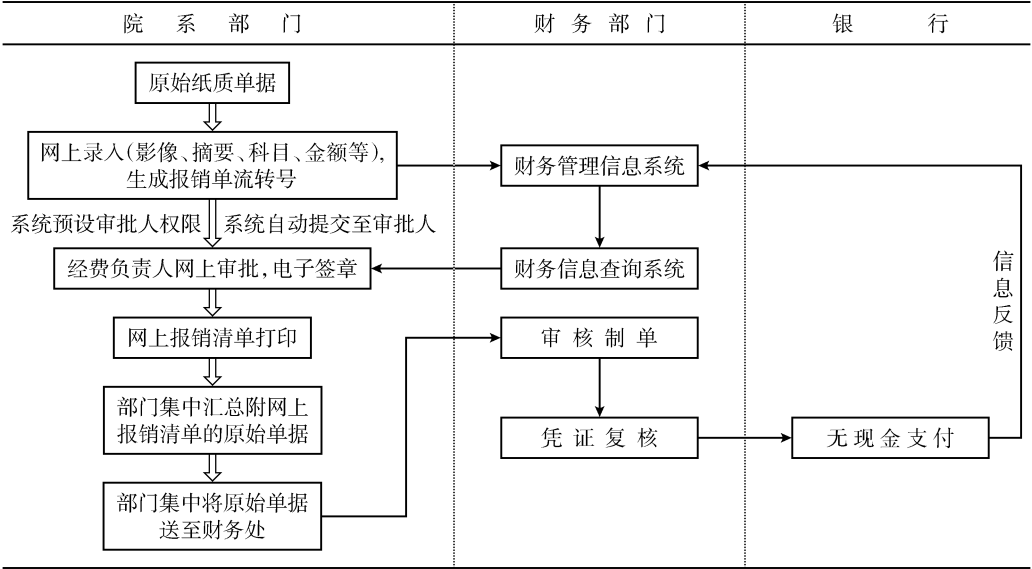 院系部门
财务部门
银行
原始纸质单据
网上录入(影像、摘要、科目、金额等),
生成报销单流转号
系统预设审批人权限
系统自动提交至审批人
经费负责人网上审批,电子签章
网上报销清单打印
部门集中汇总附网上
报销清单的原始单据
部门集中将原始单据
送至财务处
财务管理信息系统
财务信息查询系统
审核制单
凭证复核
无现金支付
信息反馈